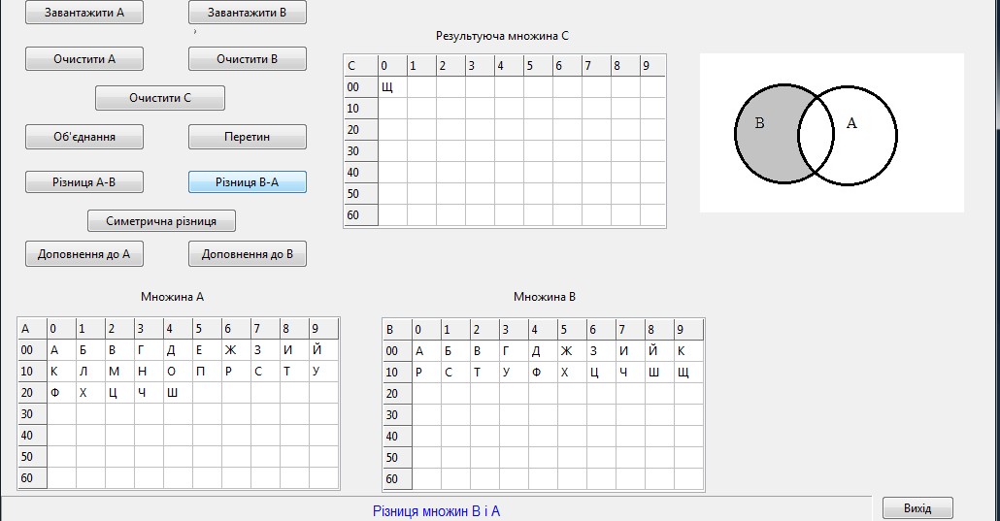 Завантажити A
Завантажити B
Очистити A
Очистити B
Очистити C
Об'єднання
Перетин
Різниця A-B
Різниця B-A
Симетрична різниця
Доповнення до A
Доповнення до B
Результуюча множина C
C 0 1 2 3 4 5 6 7 8 9
00 Щ
10
20
30
40
50
60
B A
Множина A
A 0 1 2 3 4 5 6 7 8 9
00 А Б В Г Д Е Ж З И Й
10 К Л М Н О П Р С Т У
20 Ф Х Ц Ч Ш
30
40
50
60
Множина B
B 0 1 2 3 4 5 6 7 8 9
00 А Б В Г Д Ж З И Й К
10 Р С Т У Ф Х Ц Ч Ш Щ
20
30
40
50
60
Різниця множин B і A
Вихід